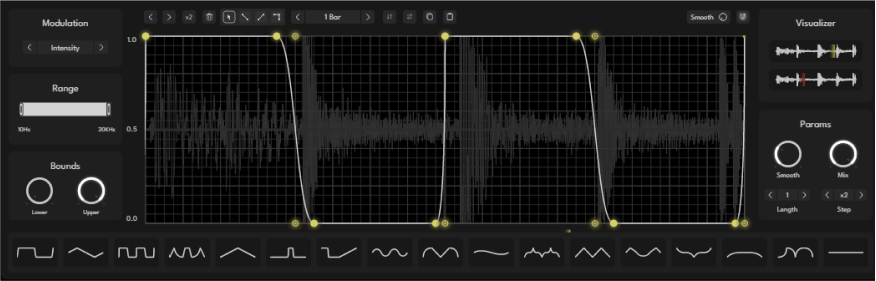 Modulation
Intensity
Range
10Hz 20KHz
Bounds
Lower Upper
x2
1 Bar
Smooth
1.0
0.5
0.0
Visualizer
Params
Smooth Mix
1 x2
Length Step